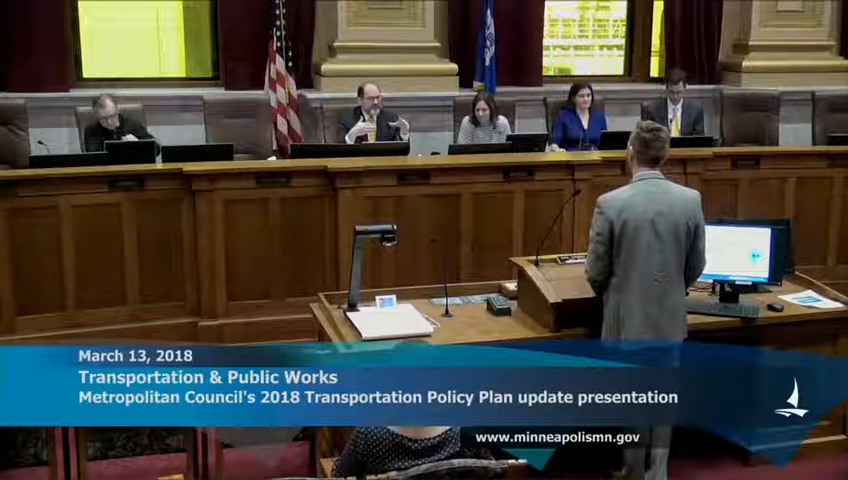 March 13, 2018
Transportation & Public Works
Metropolitan Council's 2018 Transportation Policy Plan update presentation
www.minneapolismn.gov